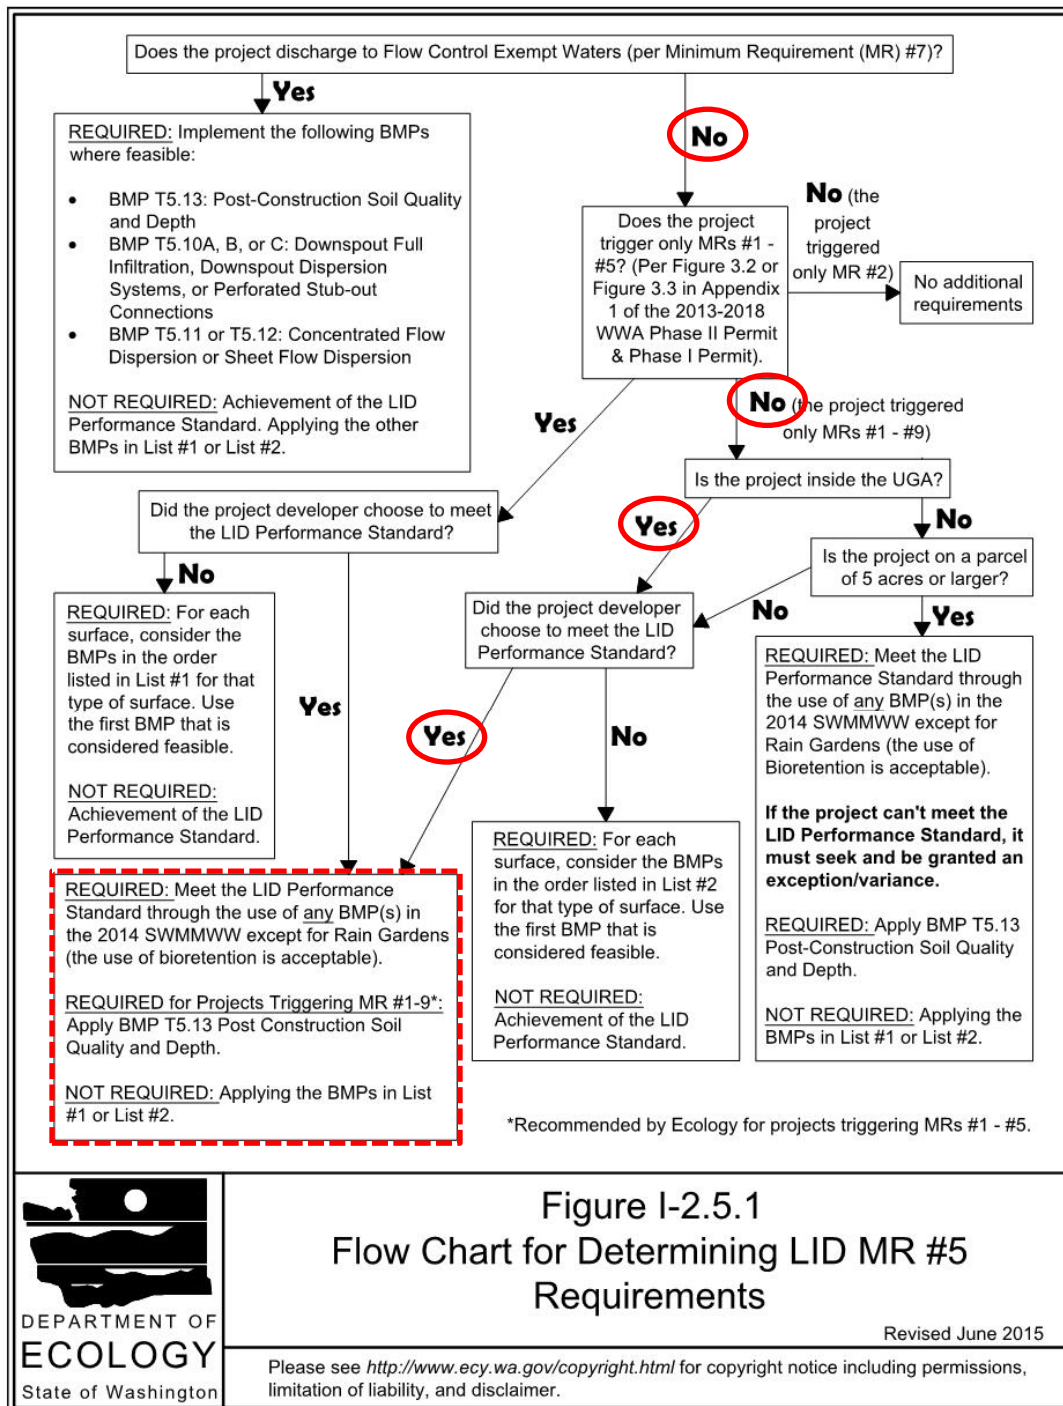 Does the project discharge to Flow Control Exempt Waters (per Minimum Requirement (MR) #7)?
Yes
No
REQUIRED: Implement the following BMPs
where feasible:
• BMP T5.13: Post-Construction Soil Quality
and Depth
• BMP T5.10A, B, or C: Downspout Full
Infiltration, Downspout Dispersion
Systems, or Perforated Stub-out
Connections
• BMP T5.11 or T5.12: Concentrated Flow
Dispersion or Sheet Flow Dispersion
NOT REQUIRED: Achievement of the LID
Performance Standard. Applying the other
BMPs in List #1 or List #2.
Does the project
trigger only MRs #1 -
#5? (Per Figure 3.2 or
Figure 3.3 in Appendix
1 of the 2013-2018
WWA Phase II Permit
& Phase I Permit).
No (the
project
triggered
only MR #2)
No additional
requirements
Yes
No (the project triggered
only MRs #1 - #9)
Is the project inside the UGA?
Yes
No
Did the project developer choose to meet
the LID Performance Standard?
Is the project on a parcel
of 5 acres or larger?
No
No
Yes
REQUIRED: For each
surface, consider the
BMPs in the order
listed in List #1 for that
type of surface. Use
the first BMP that is
considered feasible.
NOT REQUIRED:
Achievement of the LID
Performance Standard.
Yes
Did the project developer
choose to meet the LID
Performance Standard?
Yes
No
REQUIRED: Meet the LID
Performance Standard through
the use of any BMP(s) in the
2014 SWMMWW except for
Rain Gardens (the use of
Bioretention is acceptable).
If the project can't meet the
LID Performance Standard, it
must seek and be granted an
exception/variance.
REQUIRED: Apply BMP T5.13
Post-Construction Soil Quality
and Depth.
NOT REQUIRED: Applying the
BMPs in List #1 or List #2.
REQUIRED: For each
surface, consider the BMPs
in the order listed in List #2
for that type of surface. Use
the first BMP that is
considered feasible.
NOT REQUIRED:
Achievement of the LID
Performance Standard.
REQUIRED: Meet the LID Performance
Standard through the use of any BMP(s) in
the 2014 SWMMWW except for Rain Gardens
(the use of bioretention is acceptable).
REQUIRED for Projects Triggering MR #1-9*:
Apply BMP T5.13 Post Construction Soil
Quality and Depth.
NOT REQUIRED: Applying the BMPs in List
#1 or List #2.
*Recommended by Ecology for projects triggering MRs #1 - #5.
DEPARTMENT OF
ECOLOGY
State of Washington
Figure I-2.5.1
Flow Chart for Determining LID MR #5
Requirements
Revised June 2015
Please see http://www.ecy.wa.gov/copyright.html for copyright notice including permissions,
limitation of liability, and disclaimer.